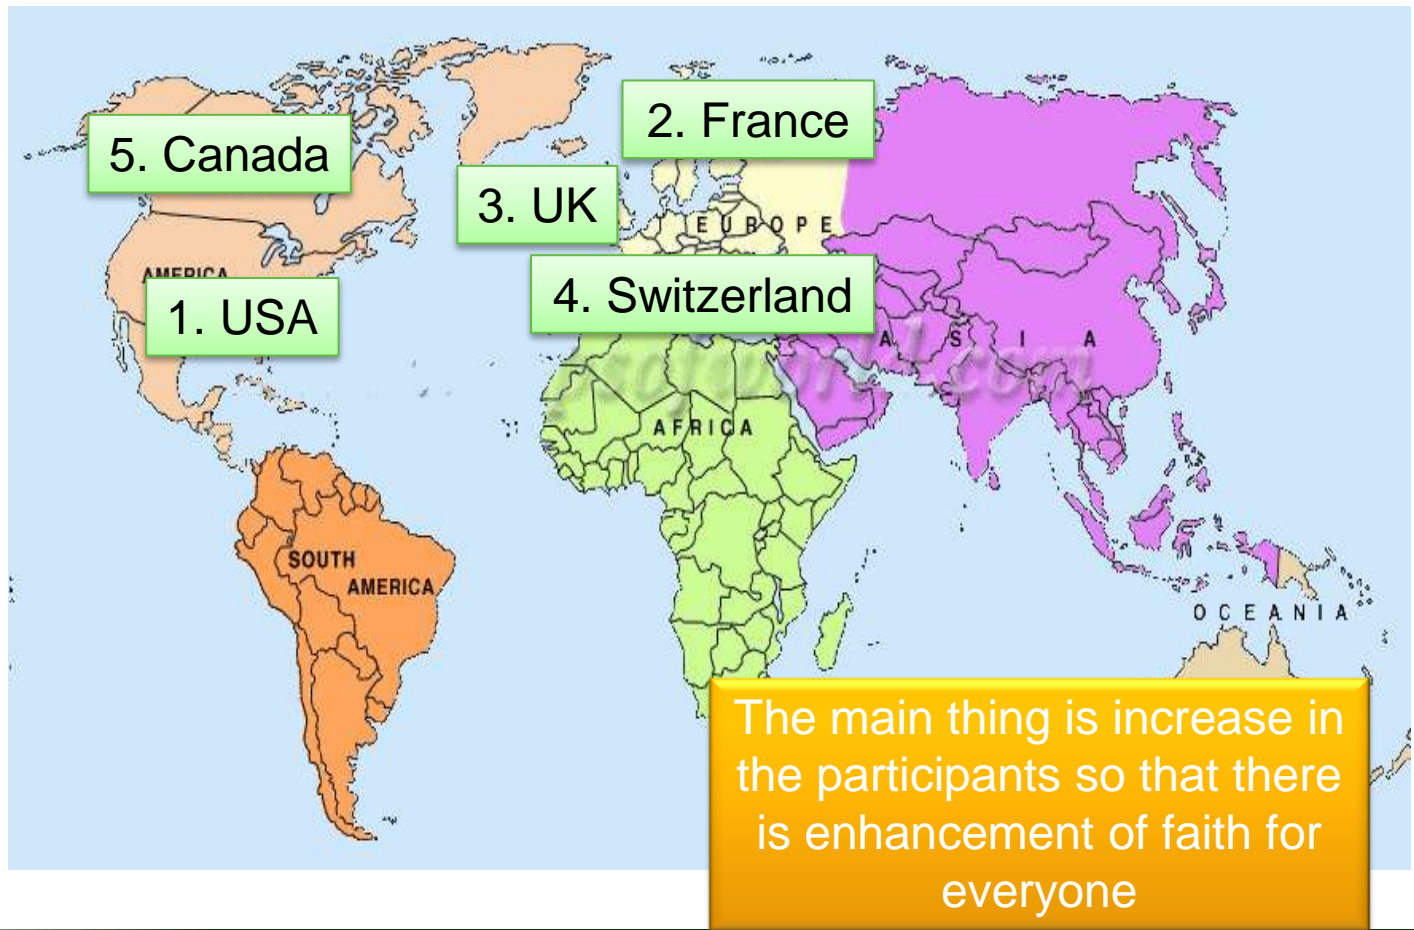 2. France
5. Canada
3. UK
EUROPE
AMERICA
4. Switzerland
1. USA
ASIA
AFRICA
SOUTH
AMERICA
OCEANIA
The main thing is increase in
the participants so that there
is enhancement of faith for
everyone